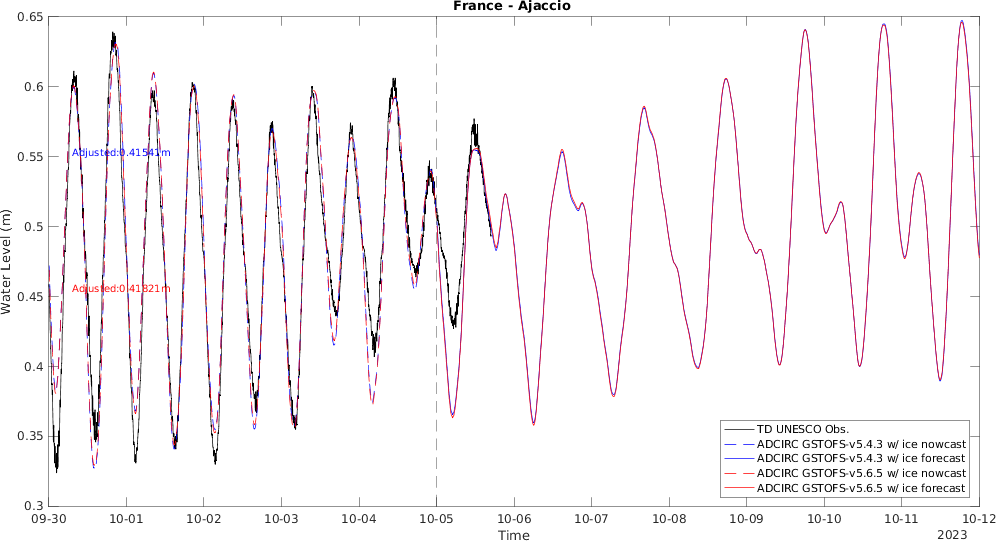 France - Ajaccio
0.65
0.6
0.55
0.5
0.45
0.4
0.35
0.3
Water Level (m)
Adjusted:0.41541m
Adjusted:0.41821m
TD UNESCO Obs.
ADCIRC GSTOFS-v5.4.3 w/ ice nowcast
ADCIRC GSTOFS-v5.4.3 w/ ice forecast
ADCIRC GSTOFS-v5.6.5 w/ ice nowcast
ADCIRC GSTOFS-v5.6.5 w/ ice forecast
09-30 10-01 10-02 10-03 10-04 10-05 10-06 10-07 10-08 10-09 10-10 10-11 10-12
Time
2023